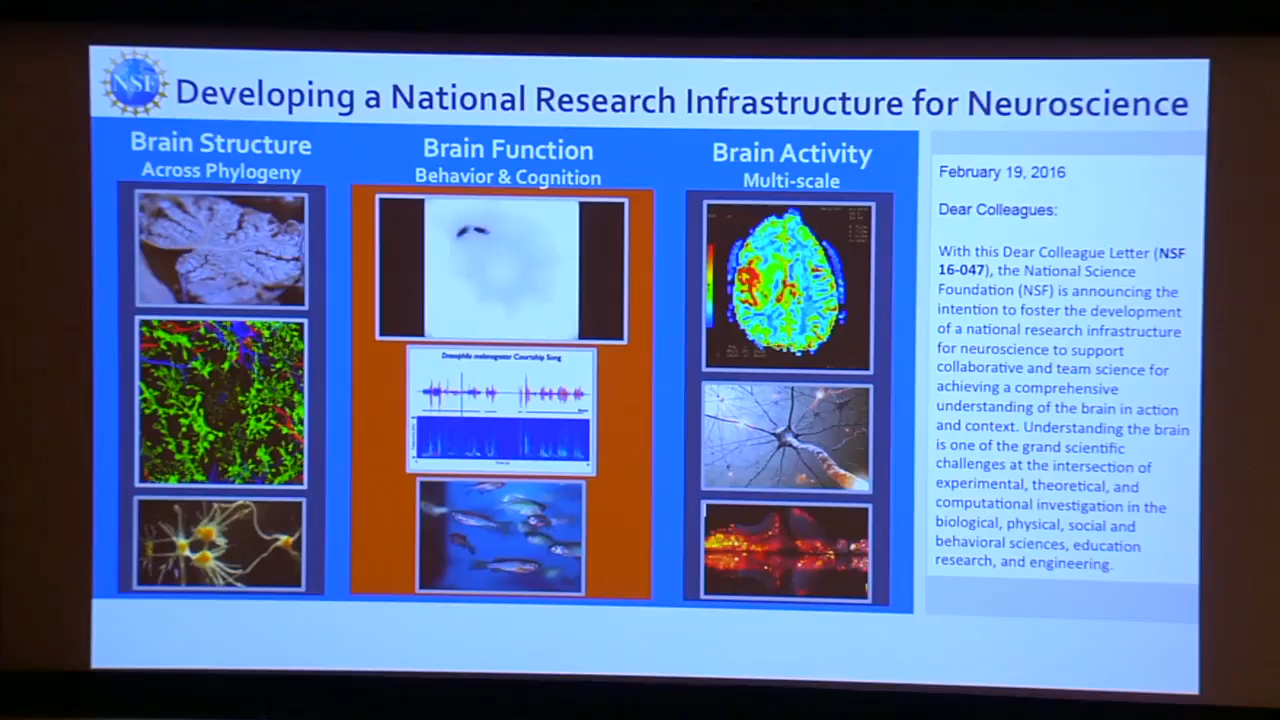 NSF
Developing a National Research Infrastructure for Neuroscience
Brain Structure
Across Phylogeny
Brain Function
Behavior & Cognition
Drosophila melanogaster Courtship Song
Brain Activity
Multi-scale
February 19, 2016
Dear Colleagues:
With this Dear Colleague Letter (NSF
16-047), the National Science
Foundation (NSF) is announcing the
intention to foster the development
of a national research infrastructure
for neuroscience to support
collaborative and team science for
achieving a comprehensive
understanding of the brain in action
and context. Understanding the brain
is one of the grand scientific
challenges at the intersection of
experimental, theoretical, and
computational investigation in the
biological, physical, social and
behavioral sciences, education
research, and engineering.